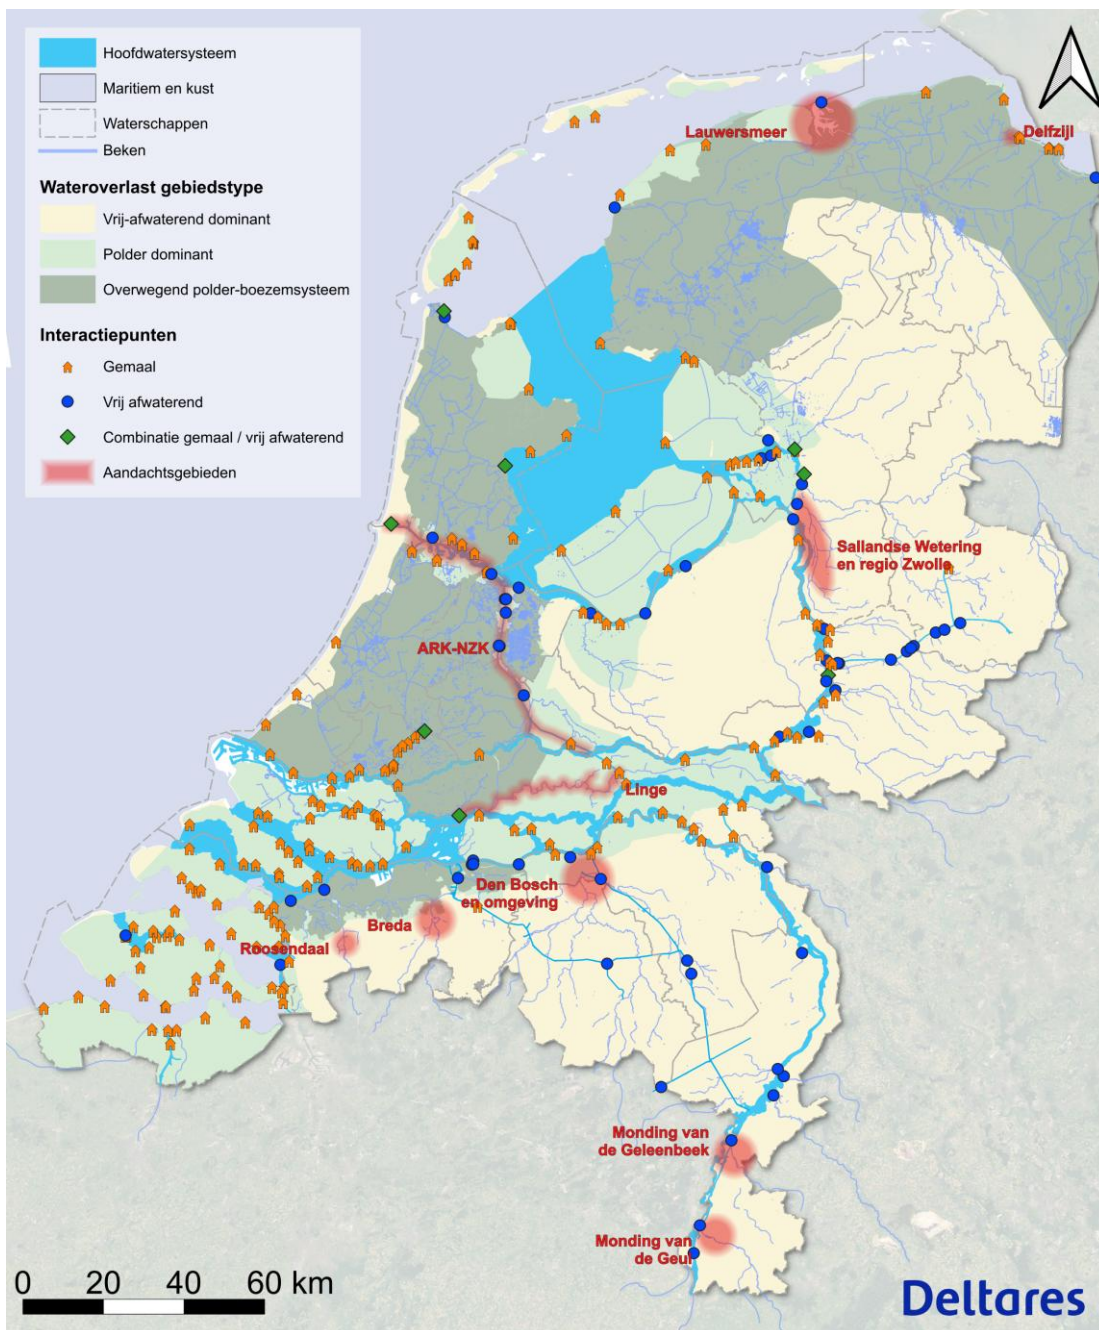 Hoofdwatersysteem
Maritiem en kust
Waterschappen
Beken
Wateroverlast gebiedstype
Vrij-afwaterend dominant
Polder dominant
Overwegend polder-boezemsysteem
Interactiepunten
Gemaal
Vrij afwaterend
Combinatie gemaal / vrij afwaterend
Aandachtsgebieden
Lauwersmeer
Delfzijl
Sallandse Wetering
en regio Zwolle
ARK-NZK
Linge
Den Bosch
en omgeving
Breda
Roosendaal
Monding van
de Geleenbeek
Monding van
de Geul
0 20 40 60 km
Deltares